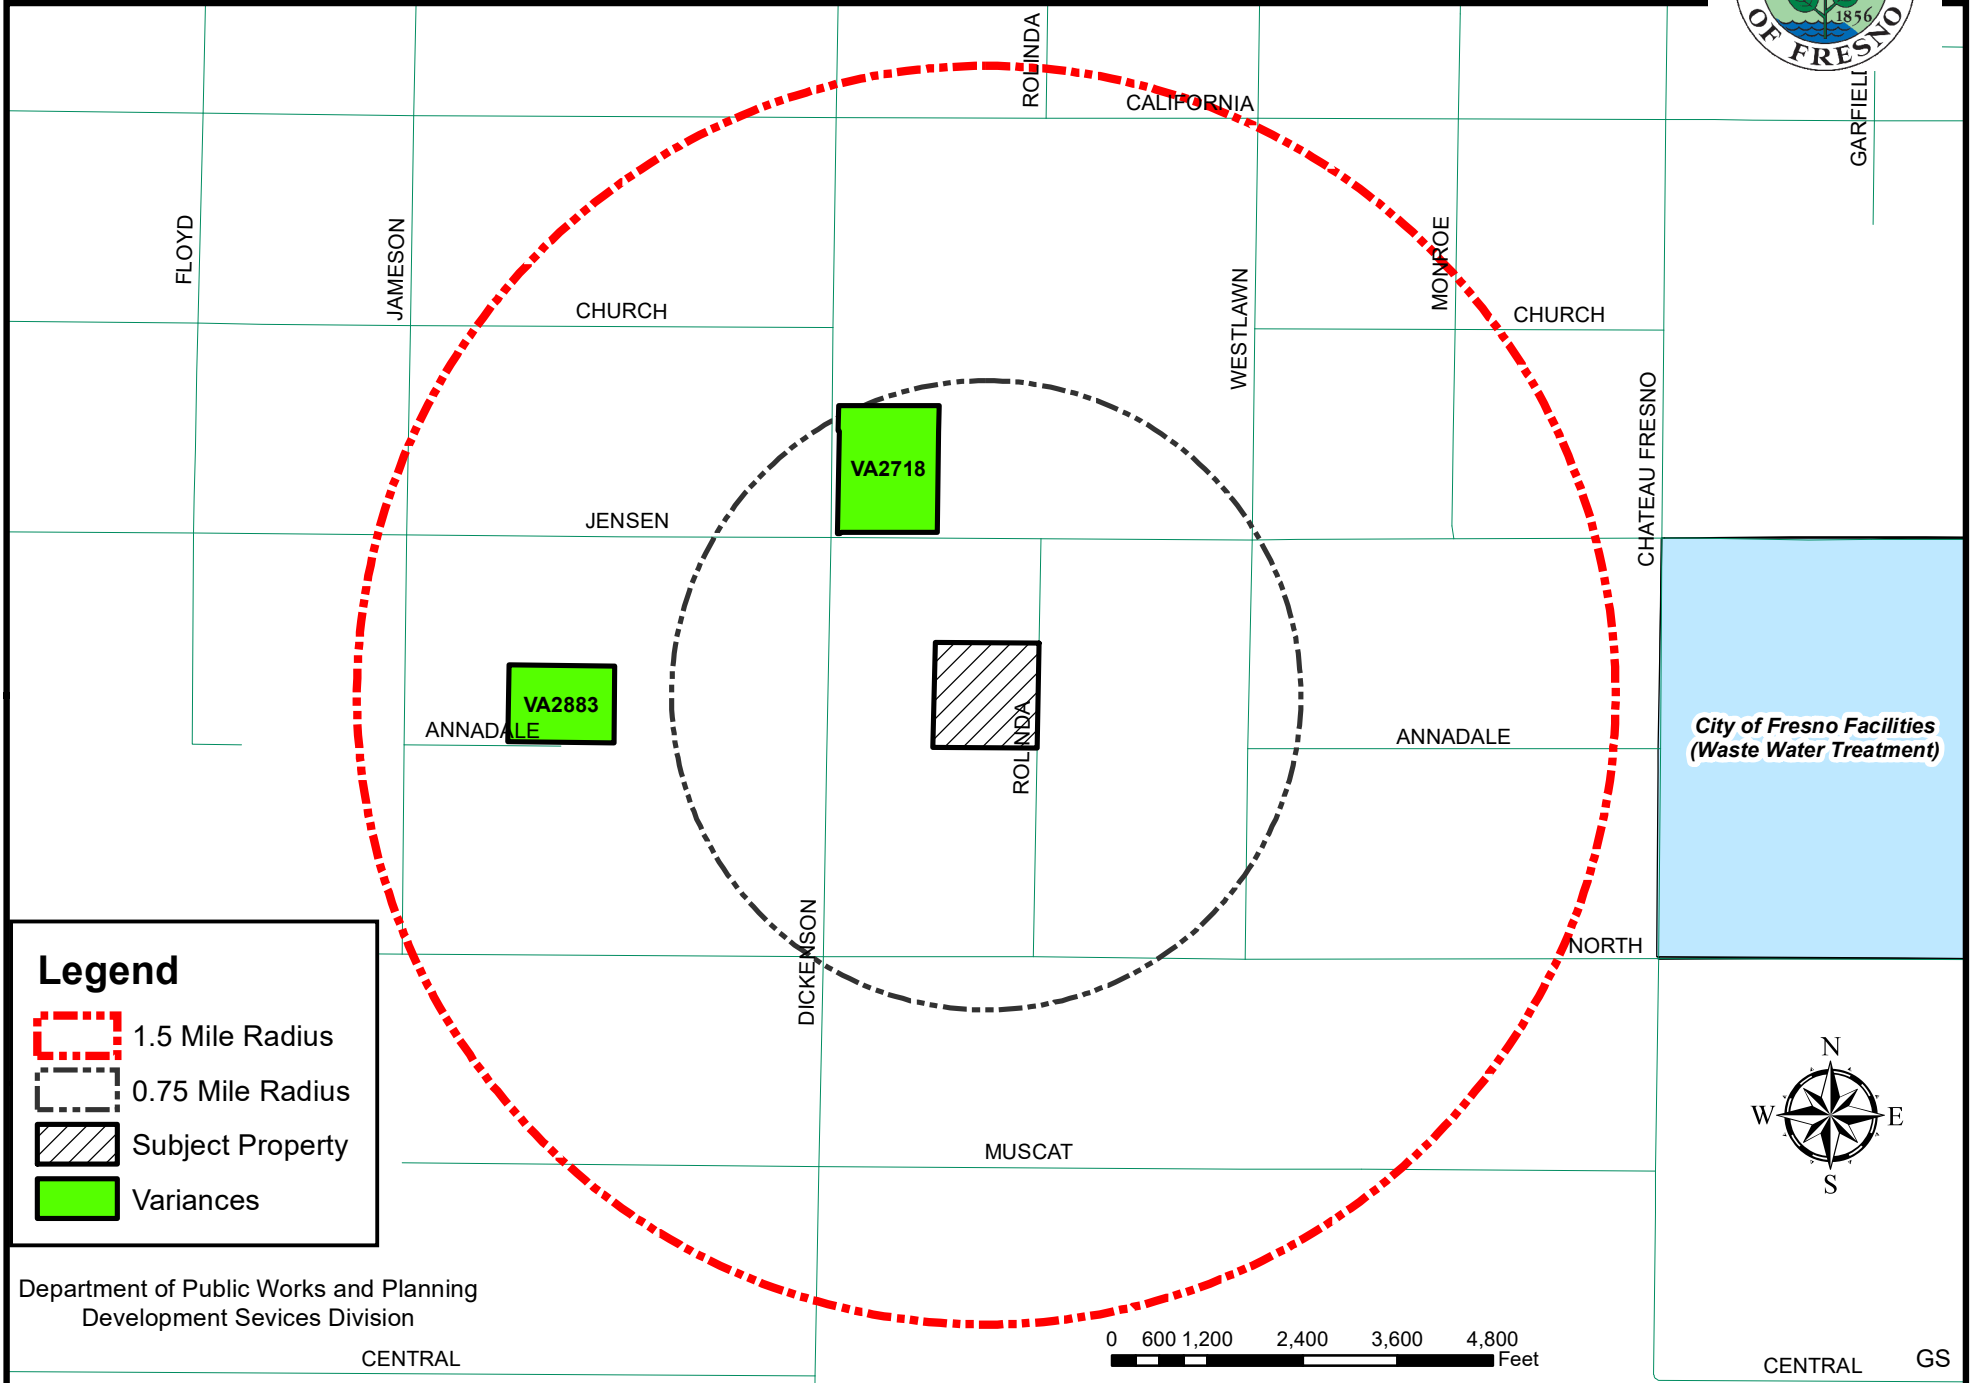 1856
OF FRESNO
ROLINDA
CALIFORNIA
FLOYD
JAMESON
MONROE
CHURCH
CHURCH
WESTLAWN
CHATEAU FRESNO
VA2718
JENSEN
VA2883
ANNADALE
ROLINDA
ANNADALE
City of Fresno Facilities
(Waste Water Treatment)
DICKENSON
NORTH
Legend
1.5 Mile Radius
0.75 Mile Radius
Subject Property
Variances
N
W
E
S
MUSCAT
Department of Public Works and Planning
Development Sevices Division
0 600 1,200 2,400 3,600 4,800
Feet
CENTRAL
CENTRAL
GS